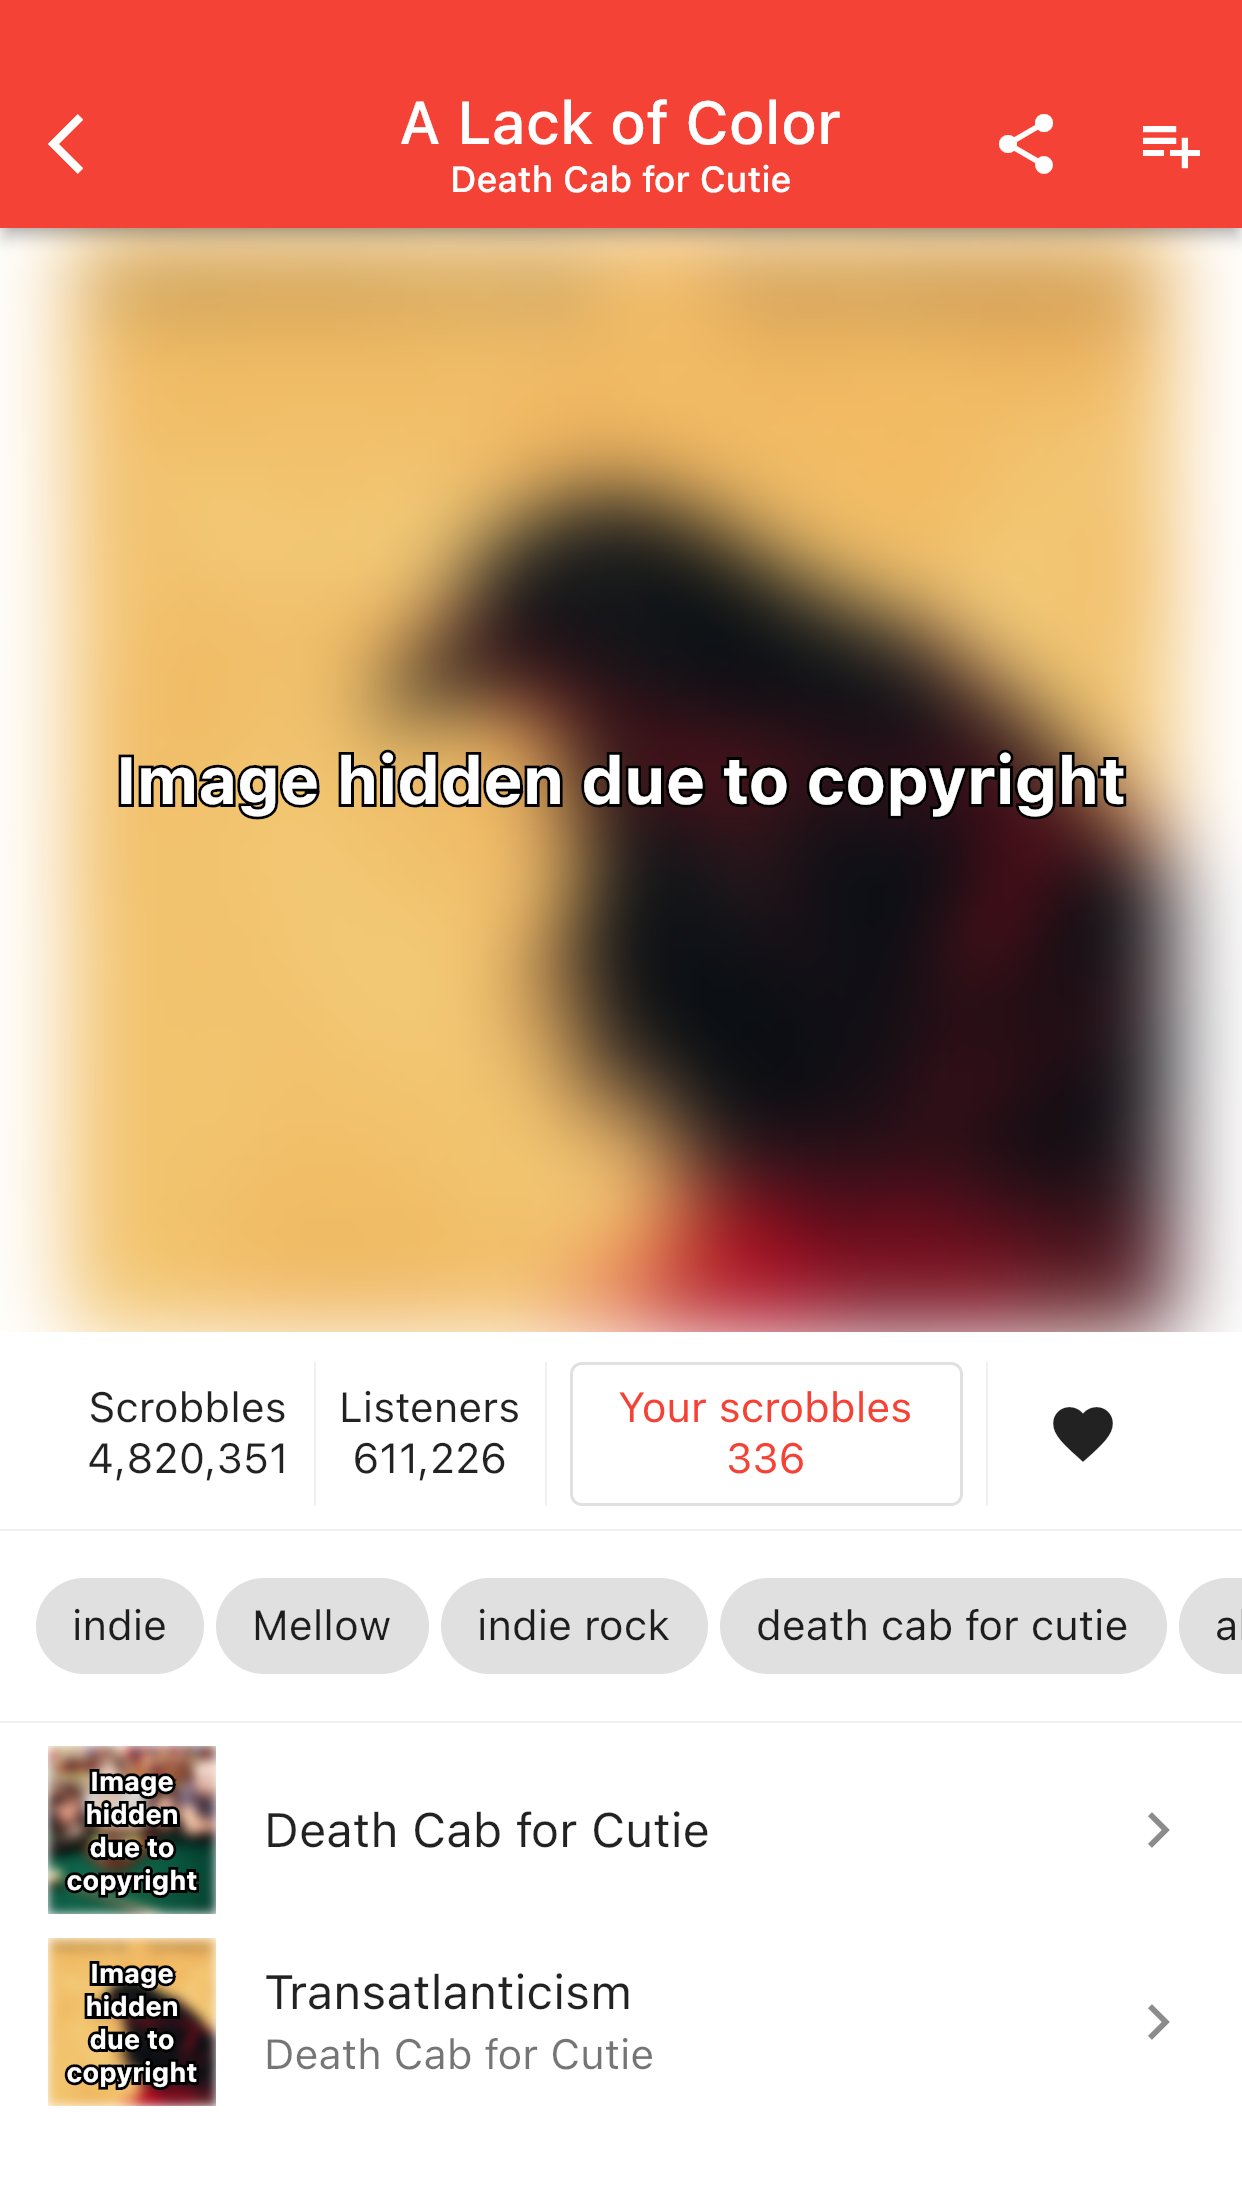 A Lack of Color
Death Cab for Cutie
Image hidden due to copyright
Scrobbles
4,820,351
Listeners
611,226
Your scrobbles
336
indie
Mellow
indie rock
death cab for cutie
Image
hidden
due to
copyright
Death Cab for Cutie
Image
hidden
due to
copyright
Transatlanticism
Death Cab for Cutie